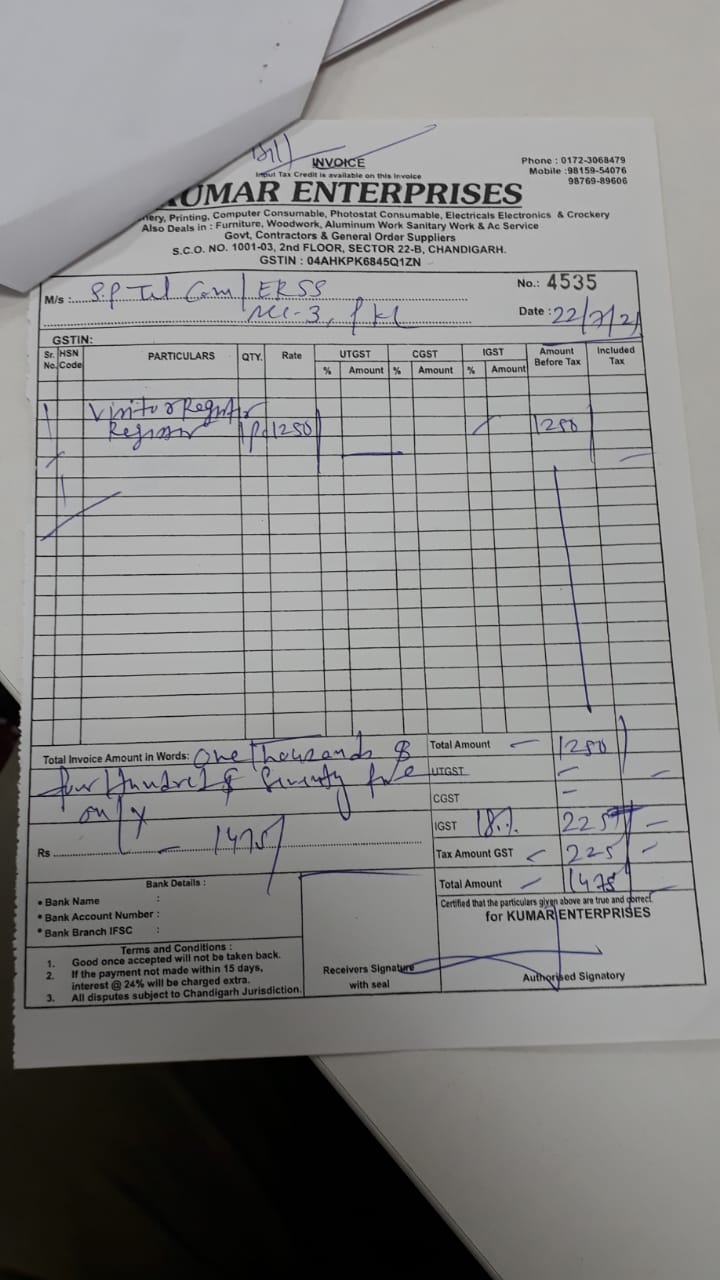 Bill
INVOICE
Input Tax Credit is available on this Invoice
Phone : 0172-3068479
Mobile :98159-54076
98769-89606
KUMAR ENTERPRISES
nery, Printing, Computer Consumable, Photostat Consumable, Electricals Electronics & Crockery
Also Deals in : Furniture, Woodwork, Aluminum Work Sanitary Work & Ac Service
Govt, Contractors & General Order Suppliers
S.C.O. NO. 1001-03, 2nd FLOOR, SECTOR 22-B, CHANDIGARH.
GSTIN : 04AHKPK6845Q1ZN
M/s : S.P Tel Com/ ERSS
No.: 4535
Pkl
Date : 22/7/21
GSTIN:
Sr. No. HSN Code PARTICULARS QTY. Rate UTGST CGST IGST Amount Before Tax Included Tax
% Amount % Amount % Amount
1 Visitor Register
Register 1P 1250 1250
Total Invoice Amount in Words: One Thousands &
four Hundred & Seventy five
only
Rs 1475/
Total Amount 1250
UTGST
CGST
IGST 18% 225
Tax Amount GST 225
Total Amount 1475
Bank Details :
• Bank Name :
• Bank Account Number :
• Bank Branch IFSC :
Certified that the particulars given above are true and correct.
for KUMAR ENTERPRISES
Terms and Conditions :
1. Good once accepted will not be taken back.
2. If the payment not made within 15 days,
interest @ 24% will be charged extra.
3. All disputes subject to Chandigarh Jurisdiction.
Receivers Signature
with seal
Authorised Signatory